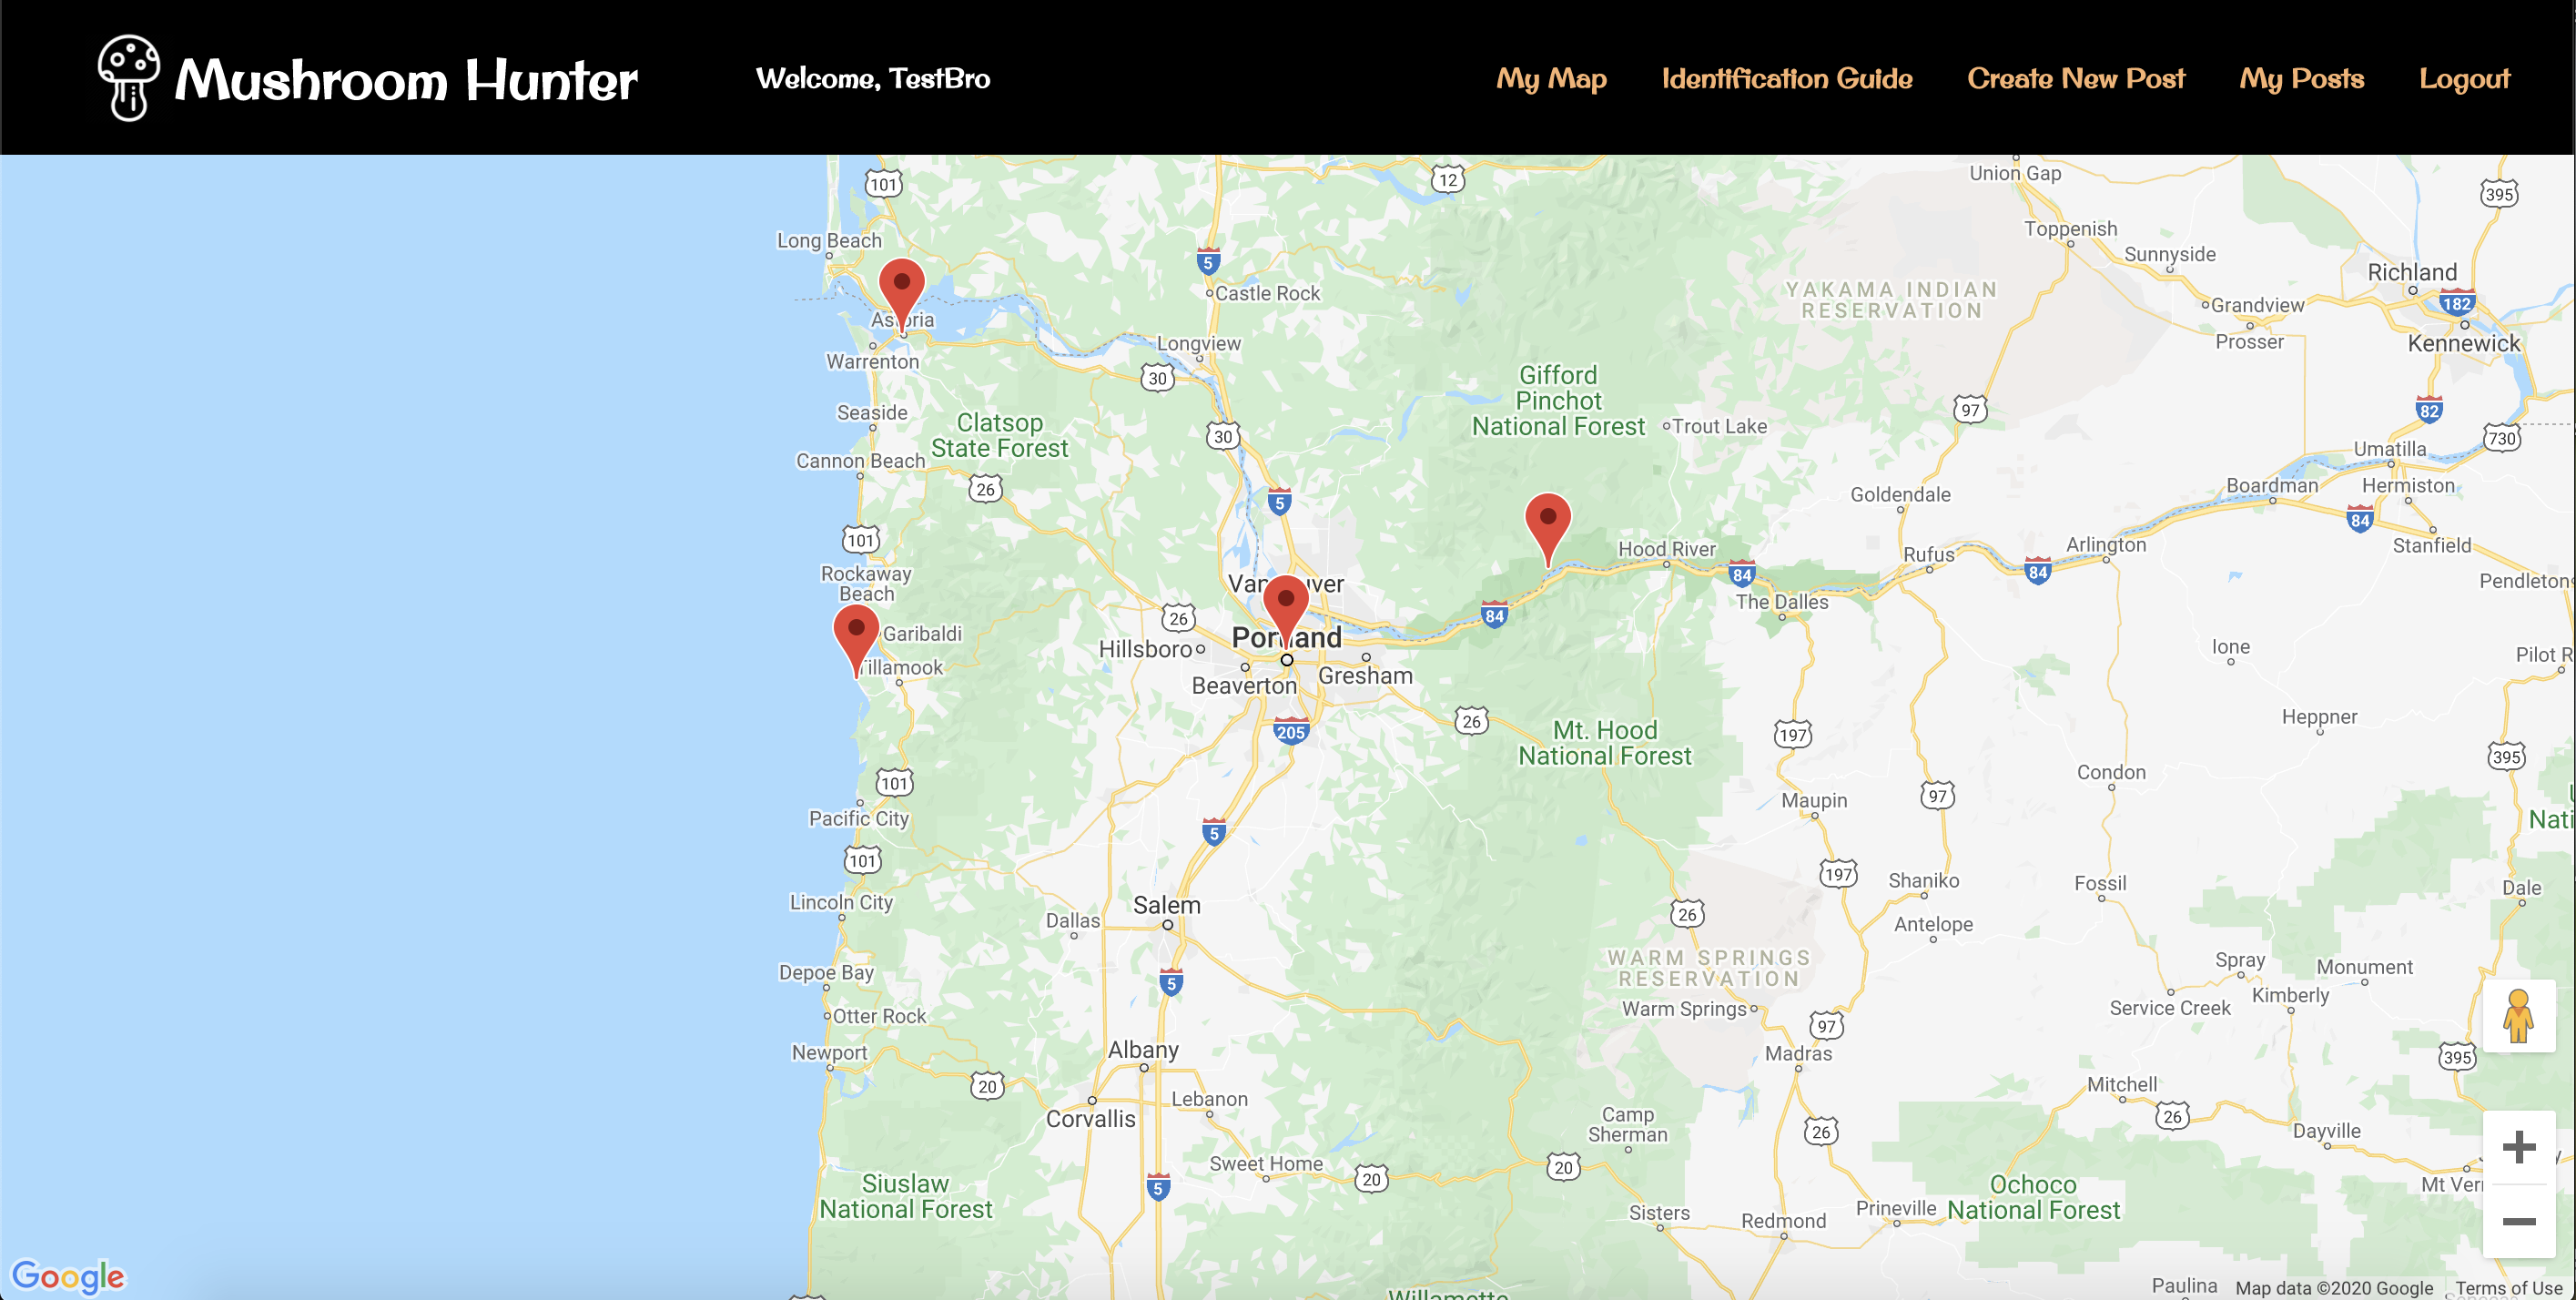 Mushroom Hunter
Welcome, TestBro
My Map
Identification Guide
Create New Post
My Posts
Logout
101
12
Union Gap
395
Long Beach
Toppenish
5
Sunnyside
Richland
Castle Rock
YAKAMA INDIAN
RESERVATION
182
Grandview
Astoria
Prosser
Kennewick
Longview
Warrenton
30
Gifford
Pinchot
National Forest
97
82
Seaside
Clatsop
State Forest
30
Trout Lake
730
Umatilla
Cannon Beach
26
5
Goldendale
Boardman
Hermiston
84
101
Hood River
Rufus
Arlington
Stanfield
Rockaway
Beach
Vancouver
84
84
Pendleton
The Dalles
26
84
Garibaldi
Portland
Hillsboro
Ione
Pilot R
Tillamook
Beaverton
Gresham
205
26
Mt. Hood
National Forest
197
Heppner
395
101
Condon
Pacific City
Maupin
97
Nati
5
101
197
Shaniko
Fossil
Dale
Lincoln City
Salem
Dallas
26
Antelope
Depoe Bay
5
WARM SPRINGS
RESERVATION
Spray
Monument
Warm Springs
Kimberly
Service Creek
Otter Rock
97
Newport
Albany
Madras
395
20
Lebanon
Mitchell
Corvallis
Camp
Sherman
26
26
Dayville
Sweet Home
20
20
5
Siuslaw
National Forest
Ochoco
National Forest
Mt Ver
Sisters
Redmond
Prineville
Google
Paulina
Willamette
Map data ©2020 Google
Terms of Use